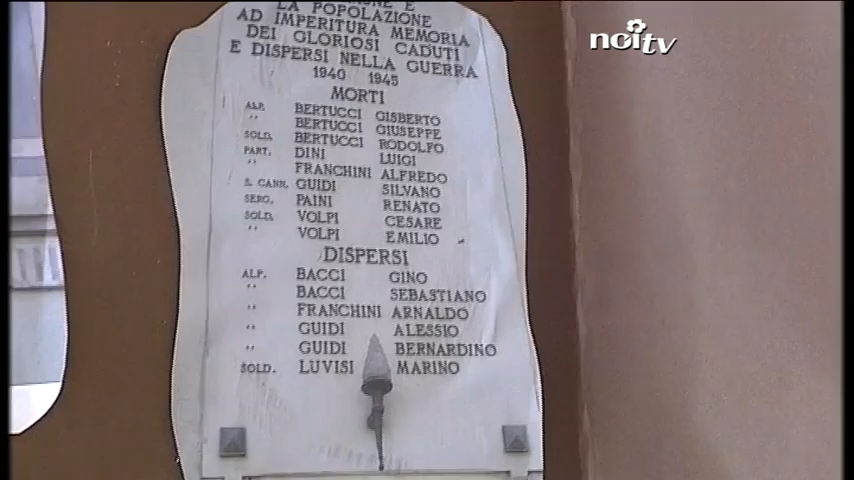 LA POPOLAZIONE
AD IMPERITURA MEMORIA
DEI GLORIOSI CADUTI
E DISPERSI NELLA GUERRA
1940 1945
MORTI
ALP. BERTUCCI GISBERTO
" BERTUCCI GIUSEPPE
SOLD. BERTUCCI RODOLFO
PART. DINI LUIGI
" FRANCHINI ALFREDO
S. CANN. GUIDI SILVANO
SERG. PAINI RENATO
SOLD. VOLPI CESARE
" VOLPI EMILIO
DISPERSI
ALP. BACCI GINO
" BACCI SEBASTIANO
" FRANCHINI ARNALDO
" GUIDI ALESSIO
" GUIDI BERNARDINO
SOLD. LUVISI MARINO
noitv